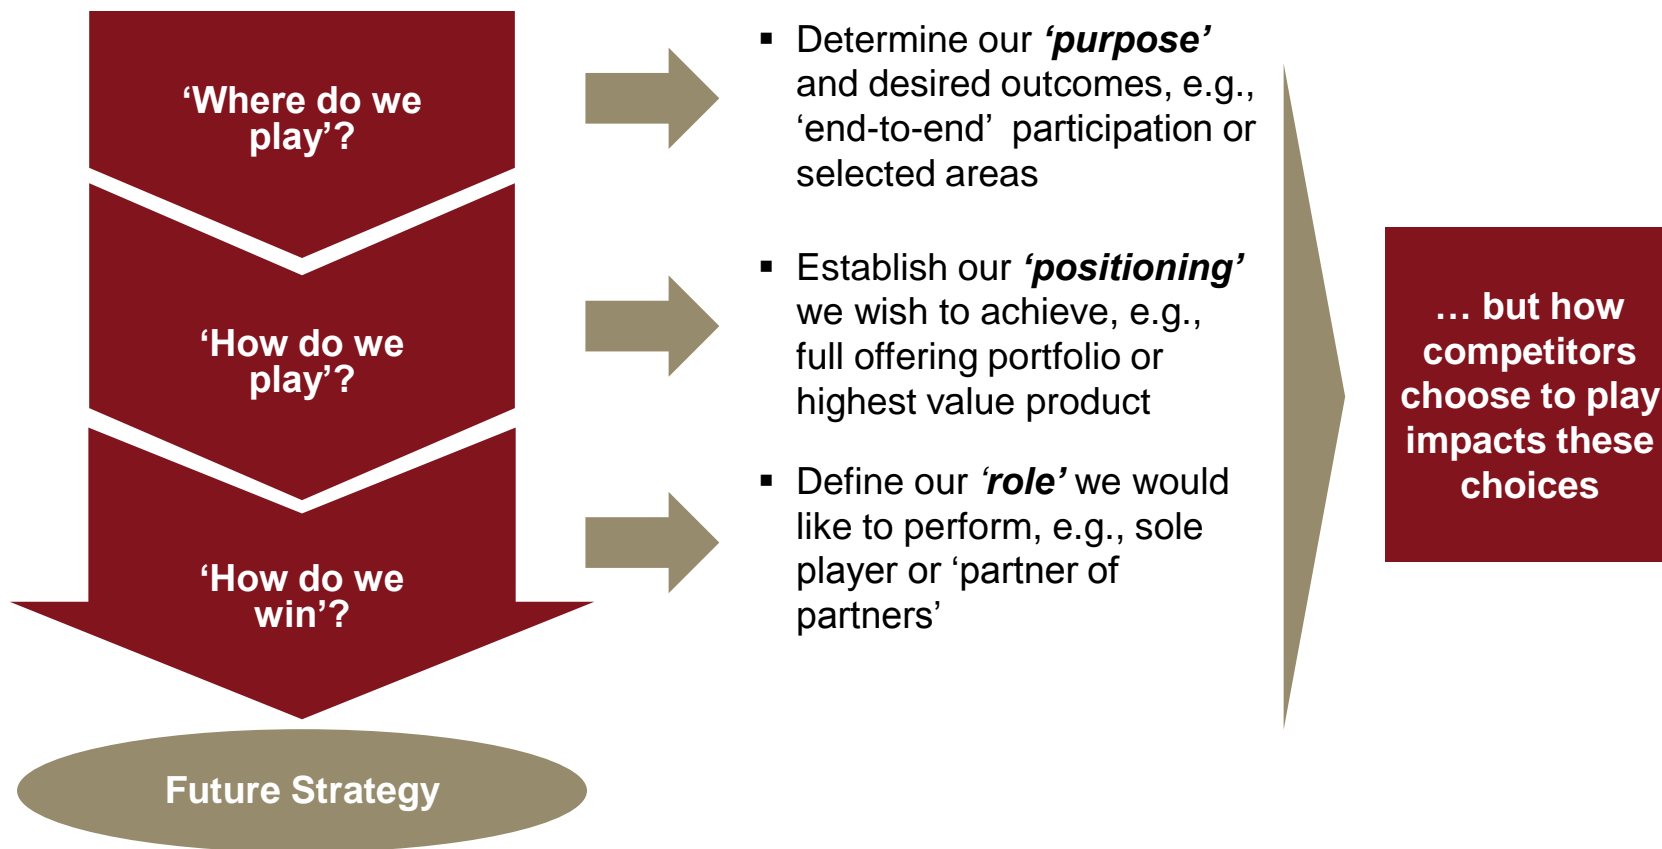 ‘Where do we
play’?
▪ Determine our ‘purpose’
and desired outcomes, e.g.,
‘end-to-end’ participation or
selected areas
‘How do we
play’?
▪ Establish our ‘positioning’
we wish to achieve, e.g.,
full offering portfolio or
highest value product
‘How do we
win’?
▪ Define our ‘role’ we would
like to perform, e.g., sole
player or ‘partner of
partners’
… but how
competitors
choose to play
impacts these
choices
Future Strategy